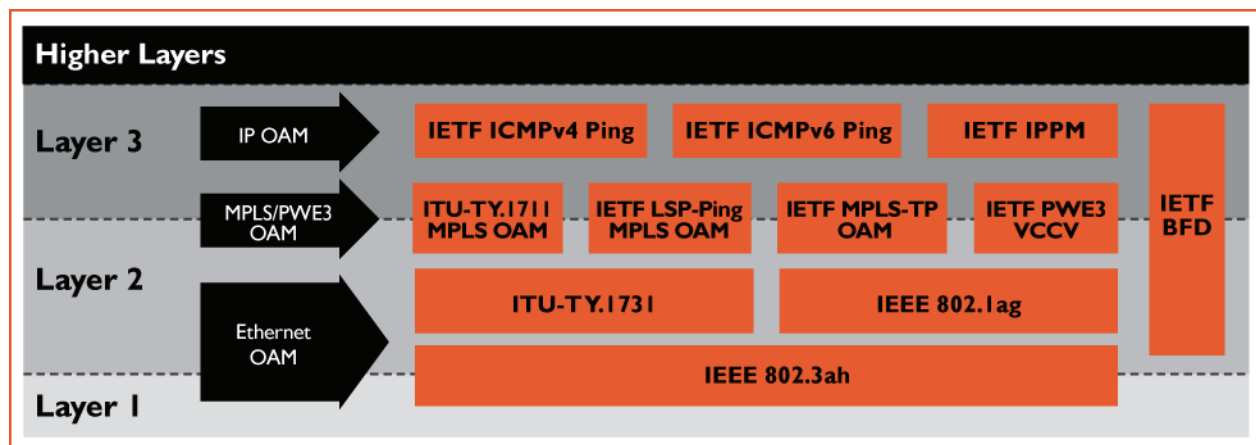 Higher Layers
Layer 3
IP OAM
IETF ICMPv4 Ping
IETF ICMPv6 Ping
IETF IPPM
MPLS/PWE3
OAM
ITU-TY.1711
MPLS OAM
IETF LSP-Ping
MPLS OAM
IETF MPLS-TP
OAM
IETF PWE3
VCCV
IETF
BFD
Layer 2
Ethernet
OAM
ITU-TY.1731
IEEE 802.1ag
IEEE 802.3ah
Layer 1